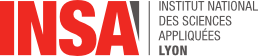 INSA
INSTITUT NATIONAL
DES SCIENCES
APPLIQUÉES
LYON